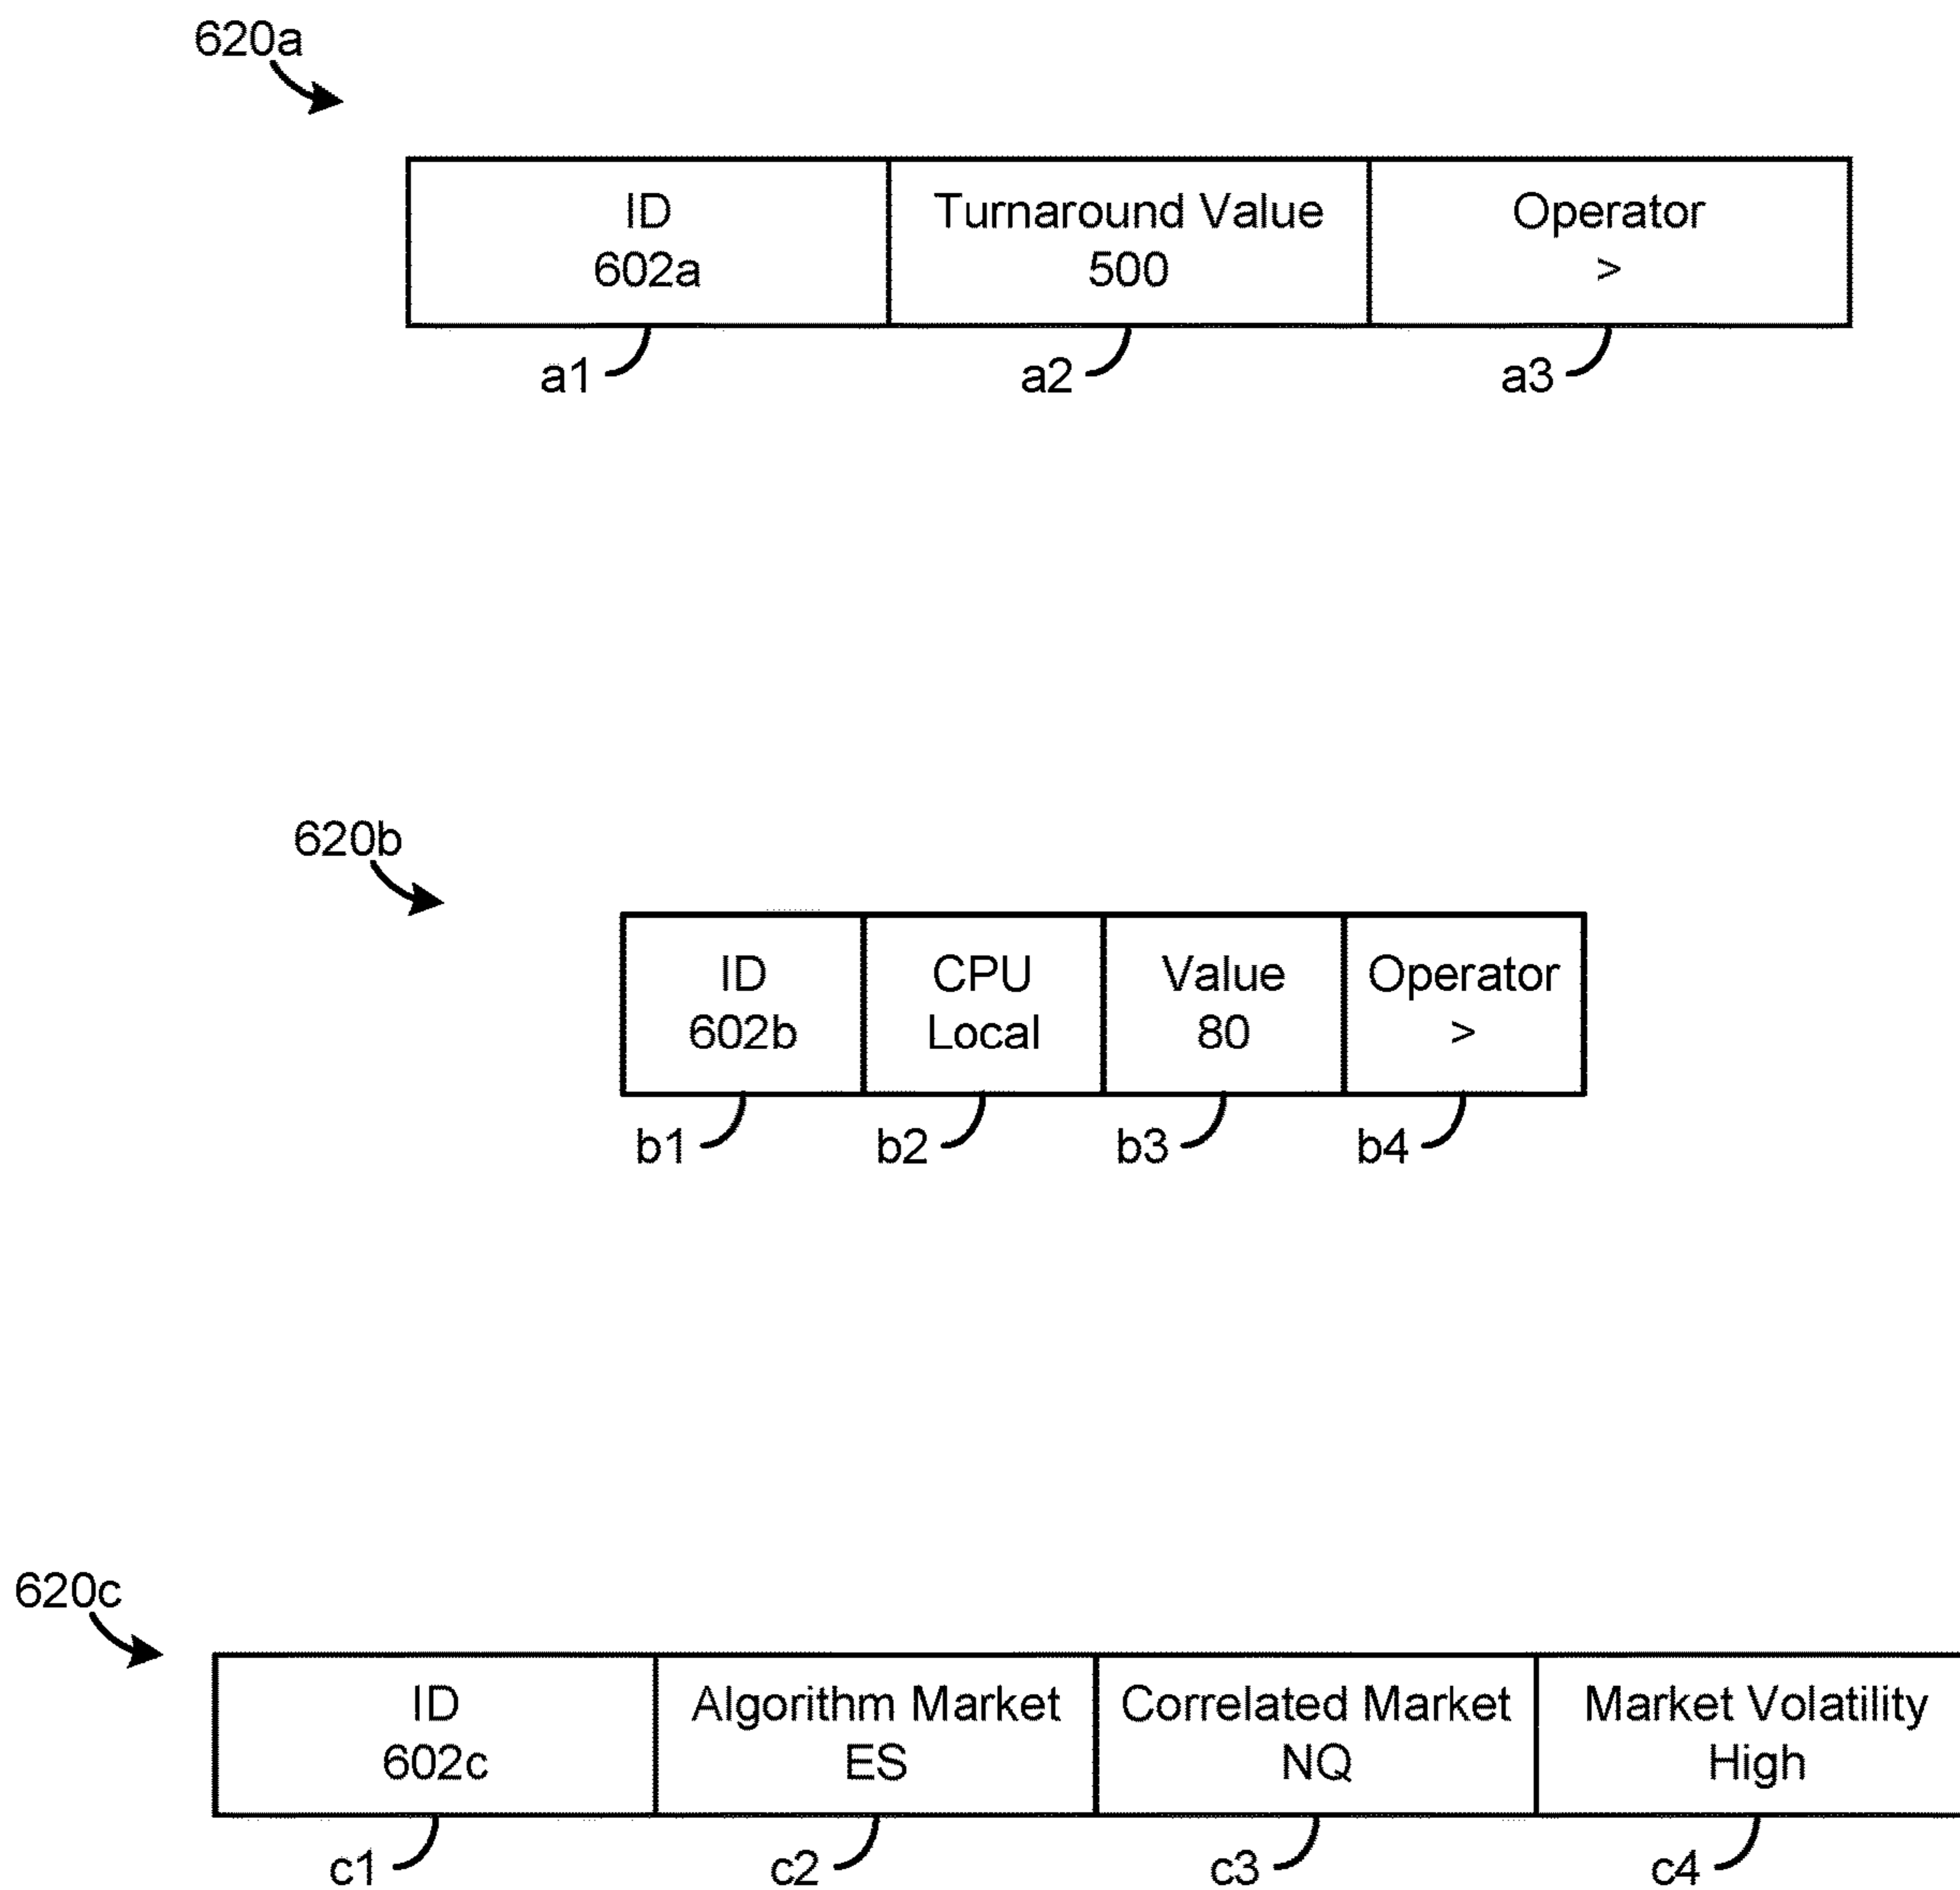 620a
ID Turnaround Value Operator
602a 500 >
a1 a2 a3
620b
ID CPU Value Operator
602b Local 80 >
b1 b2 b3 b4
620c
ID Algorithm Market Correlated Market Market Volatility
602c ES NQ High
c1 c2 c3 c4